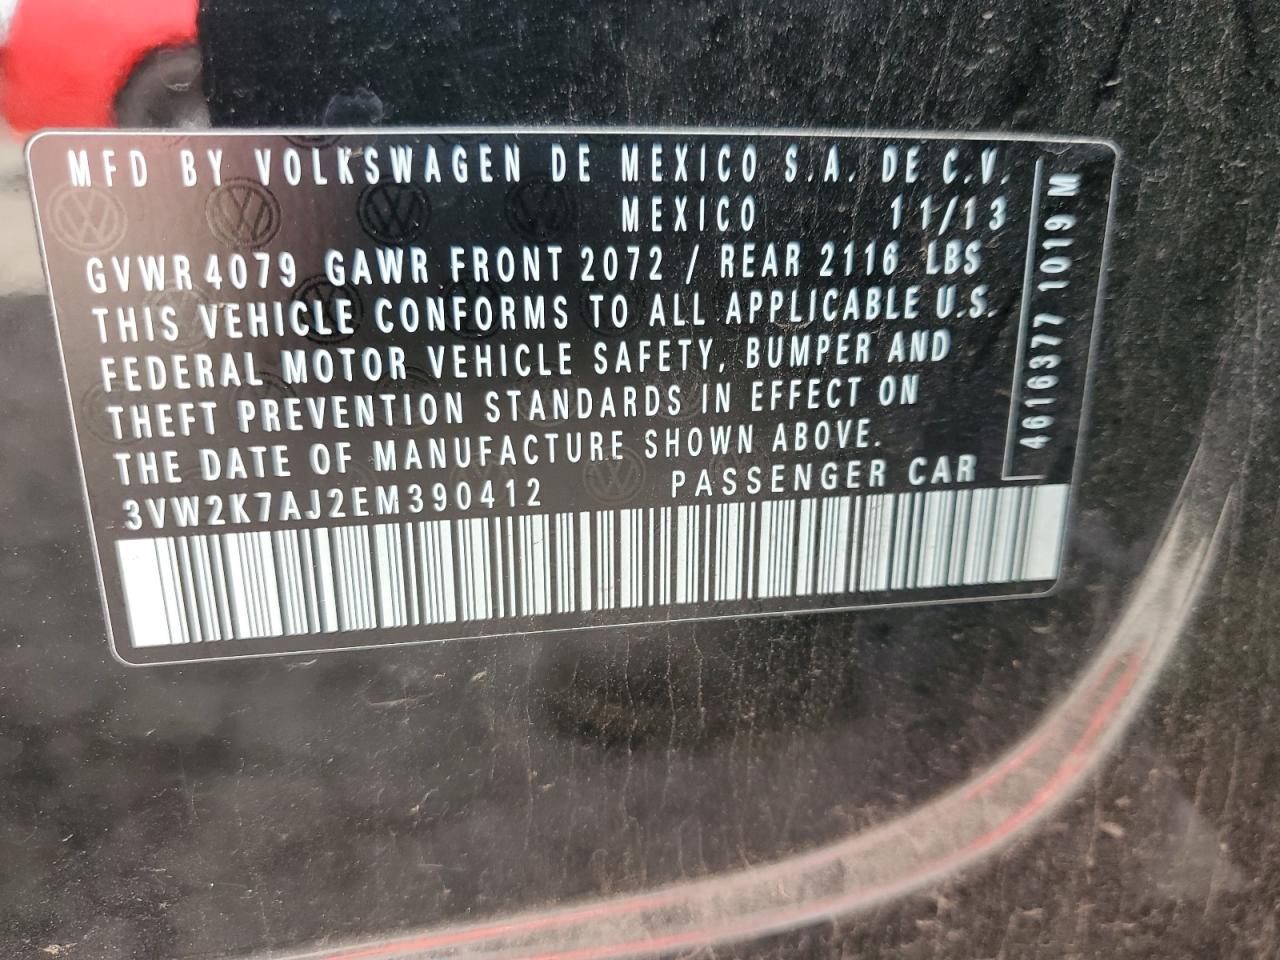 MFD BY VOLKSWAGEN DE MEXICO S.A. DE C.V.
MEXICO 11/13
GVWR 4079 GAWR FRONT 2072 / REAR 2116 LBS
THIS VEHICLE CONFORMS TO ALL APPLICABLE U.S.
FEDERAL MOTOR VEHICLE SAFETY, BUMPER AND
THEFT PREVENTION STANDARDS IN EFFECT ON
THE DATE OF MANUFACTURE SHOWN ABOVE.
3VW2K7AJ2EM390412 PASSENGER CAR
4616377 1019 M